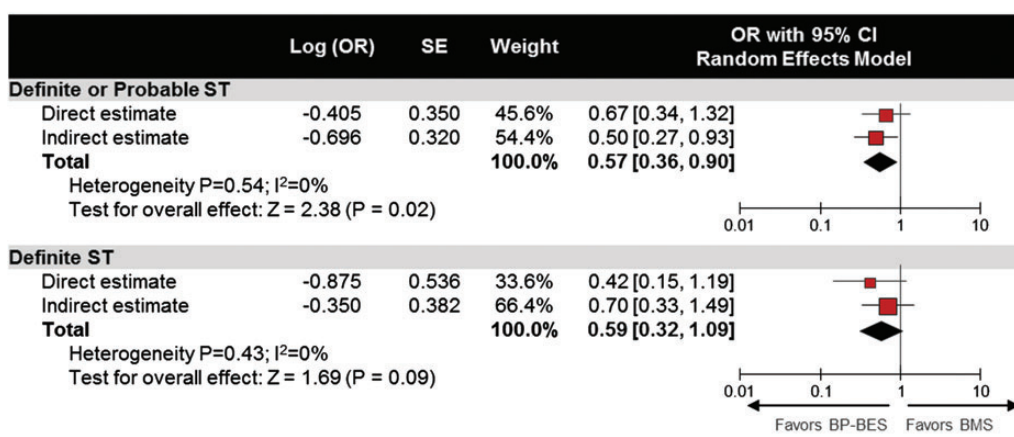 Log (OR) SE Weight OR with 95% CI
Random Effects Model
Definite or Probable ST
Direct estimate -0.405 0.350 45.6% 0.67 [0.34, 1.32]
Indirect estimate -0.696 0.320 54.4% 0.50 [0.27, 0.93]
Total 100.0% 0.57 [0.36, 0.90]
Heterogeneity P=0.54; I²=0%
Test for overall effect: Z = 2.38 (P = 0.02)
0.01 0.1 1 10
Definite ST
Direct estimate -0.875 0.536 33.6% 0.42 [0.15, 1.19]
Indirect estimate -0.350 0.382 66.4% 0.70 [0.33, 1.49]
Total 100.0% 0.59 [0.32, 1.09]
Heterogeneity P=0.43; I²=0%
Test for overall effect: Z = 1.69 (P = 0.09)
0.01 0.1 1 10
Favors BP-BES Favors BMS